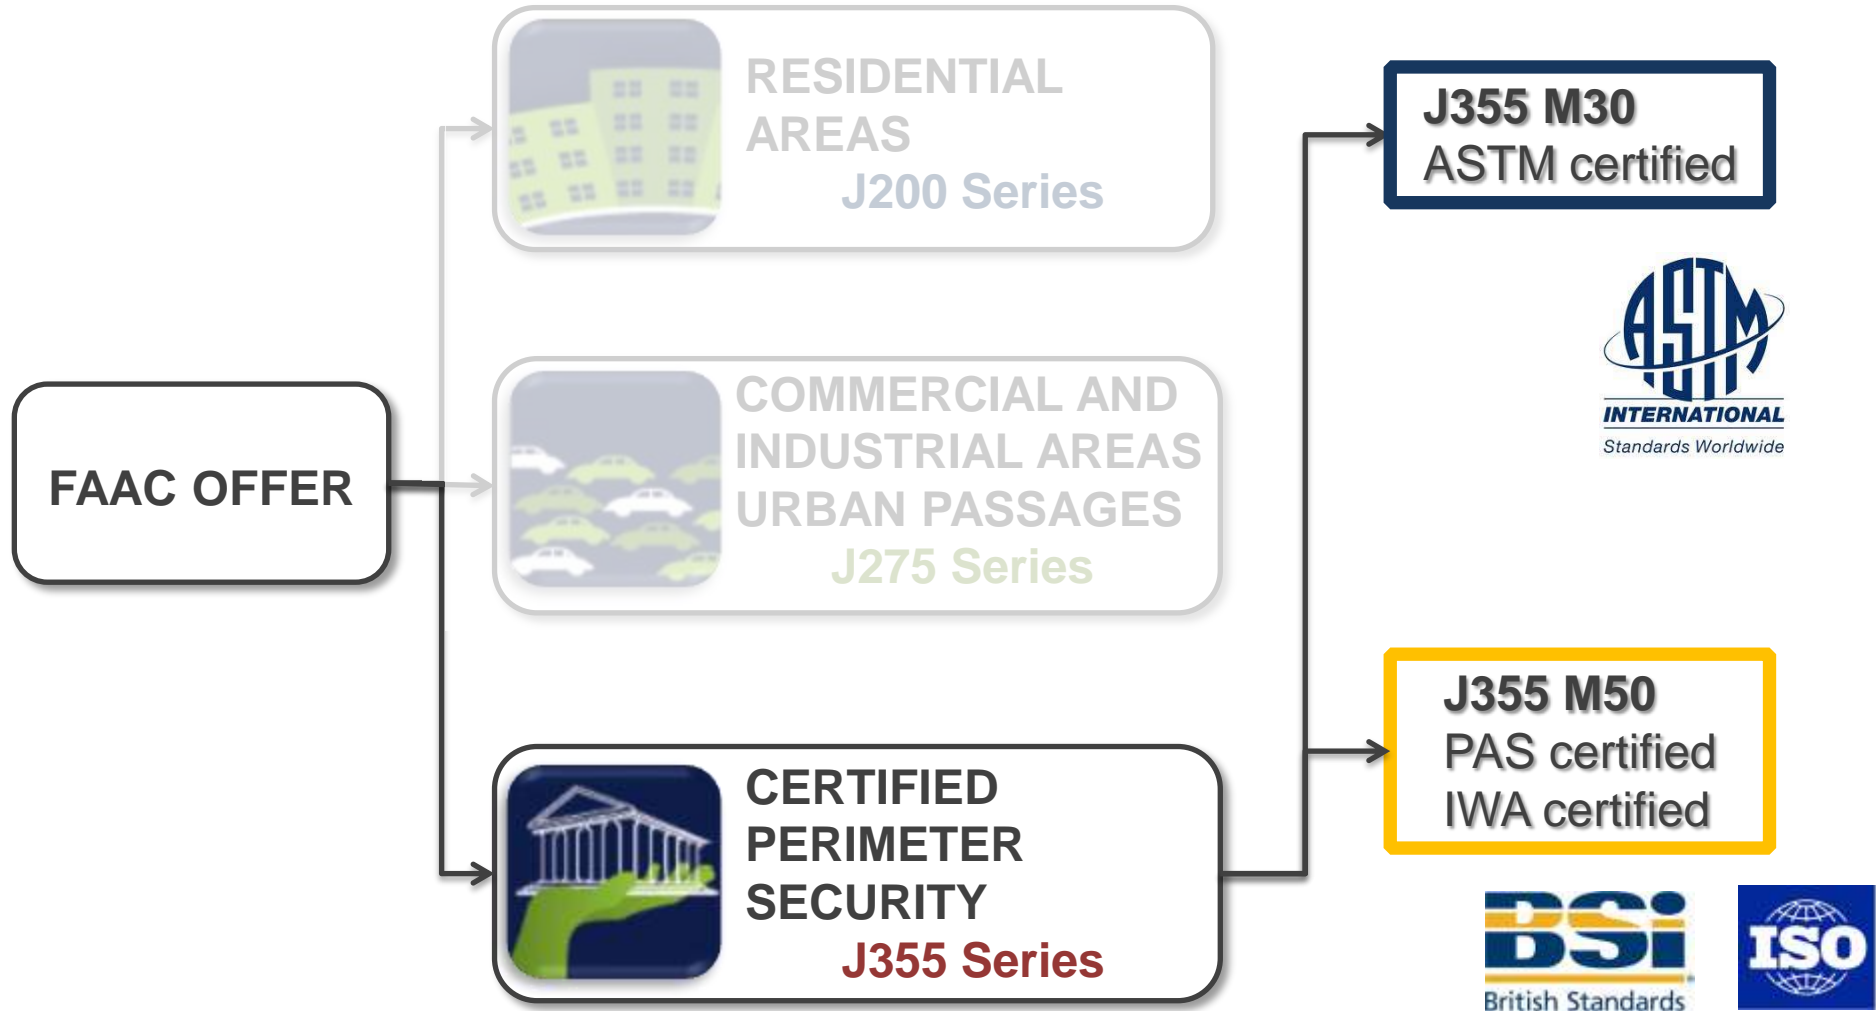 RESIDENTIAL
AREAS
J200 Series
J355 M30
ASTM certified
ASTM
INTERNATIONAL
Standards Worldwide
COMMERCIAL AND
INDUSTRIAL AREAS
URBAN PASSAGES
J275 Series
FAAC OFFER
J355 M50
PAS certified
IWA certified
CERTIFIED
PERIMETER
SECURITY
J355 Series
BSi
British Standards
ISO